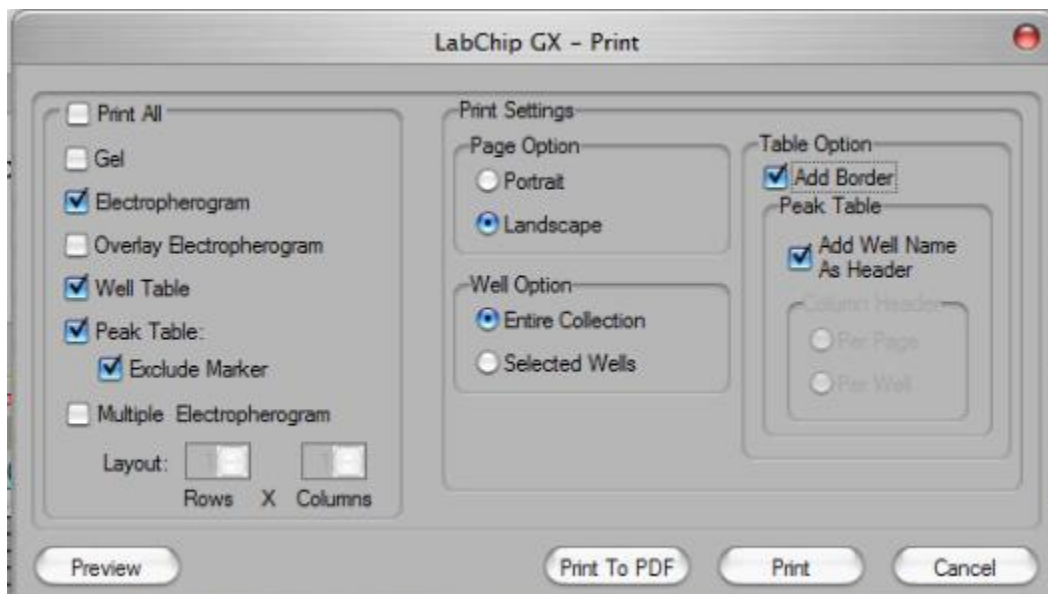 LabChip GX - Print
Print All
Gel
Electropherogram
Overlay Electropherogram
Well Table
Peak Table:
Exclude Marker
Multiple Electropherogram
Layout:
Rows X Columns
Print Settings
Page Option
Portrait
Landscape
Well Option
Entire Collection
Selected Wells
Table Option
Add Border
Peak Table
Add Well Name
As Header
Column Header
Per Page
Per Well
Preview
Print To PDF
Print
Cancel